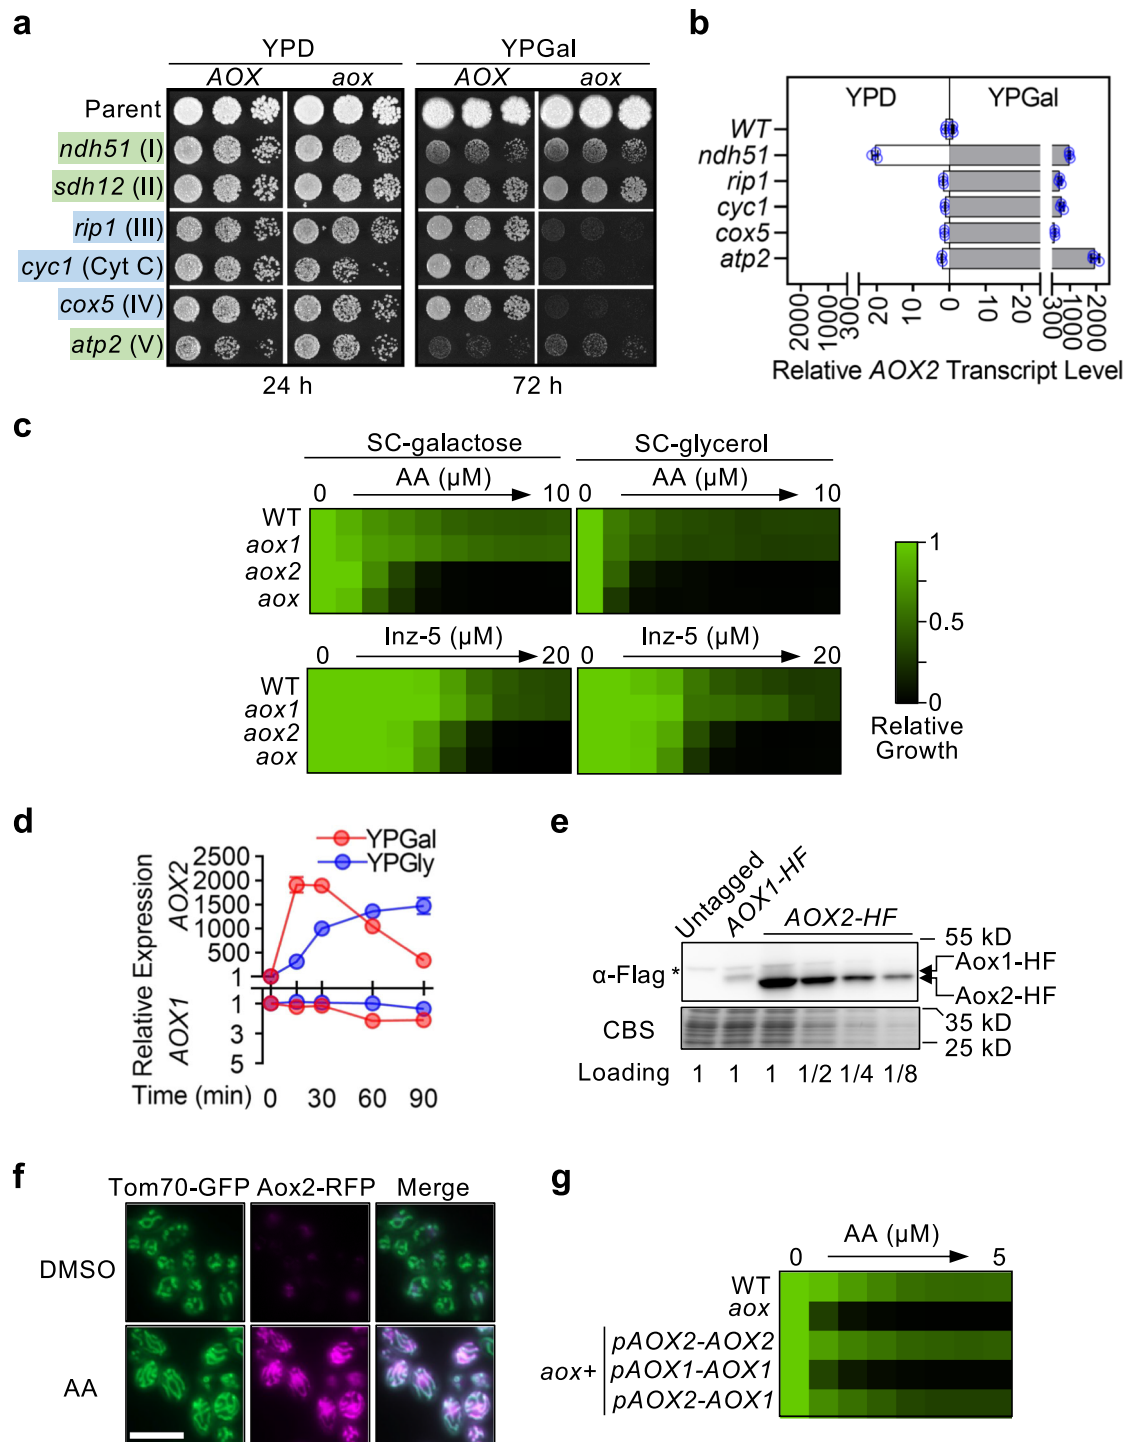 a
YPD YPGal
AOX aox AOX aox
Parent
ndh51 (I)
sdh12 (II)
rip1 (III)
cyc1 (Cyt C)
cox5 (IV)
atp2 (V)
24 h 72 h
b
YPD YPGal
WT
ndh51
rip1
cyc1
cox5
atp2
2000 1000 300 20 10 0 10 20 300 1000 2000
Relative AOX2 Transcript Level
c
SC-galactose SC-glycerol
AA (µM) AA (µM)
0 10 0 10
WT
aox1
aox2
aox
Inz-5 (µM) Inz-5 (µM)
0 20 0 20
WT
aox1
aox2
aox
1
0.5
0
Relative
Growth
d
YPGal
YPGly
Relative Expression
AOX2
2500
2000
1500
1000
500
1
AOX1
1
3
5
Time (min) 0 30 60 90
e
Untagged AOX1-HF AOX2-HF
55 kD
α-Flag *
Aox1-HF
Aox2-HF
CBS
35 kD
25 kD
Loading 1 1 1 1/2 1/4 1/8
f
Tom70-GFP Aox2-RFP Merge
DMSO
AA
g
AA (µM)
0 5
WT
aox
aox+
pAOX2-AOX2
pAOX1-AOX1
pAOX2-AOX1